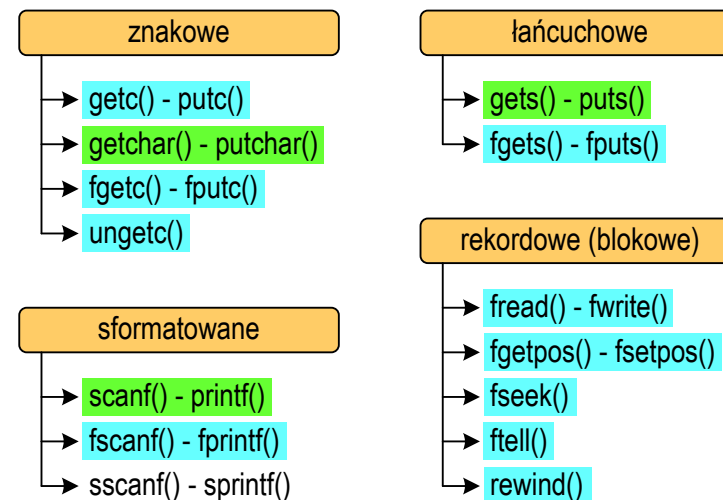 znakowe
getc() - putc()
getchar() - putchar()
fgetc() - fputc()
ungetc()
sformatowane
scanf() - printf()
fscanf() - fprintf()
sscanf() - sprintf()
łańcuchowe
gets() - puts()
fgets() - fputs()
rekordowe (blokowe)
fread() - fwrite()
fgetpos() - fsetpos()
fseek()
ftell()
rewind()